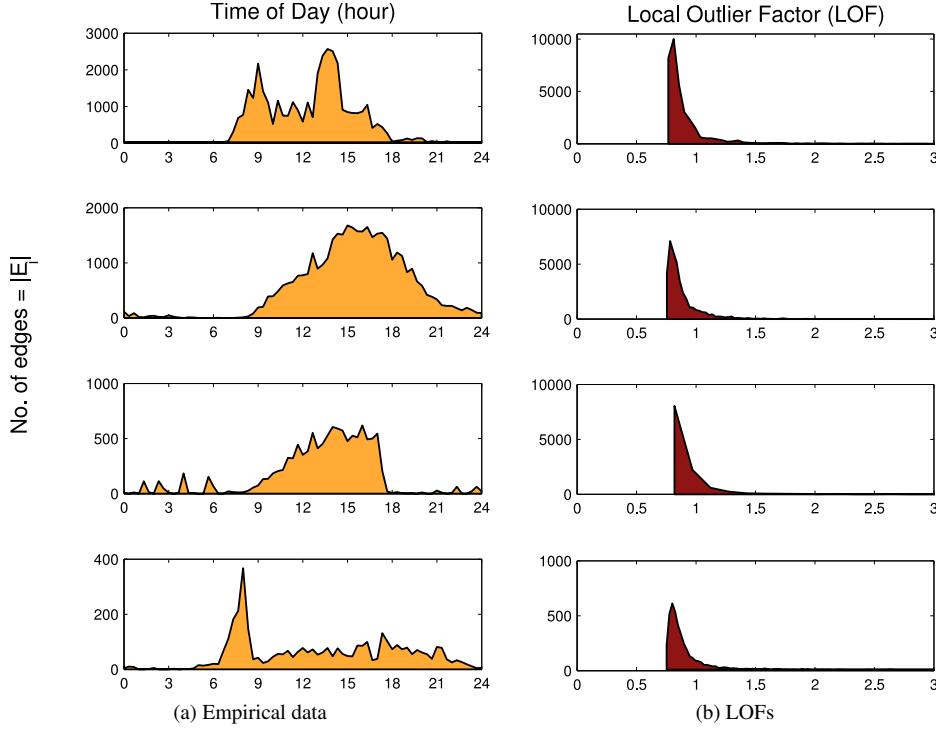 Time of Day (hour)
Local Outlier Factor (LOF)
No. of edges = |E_i|
3000
2000
1000
0
0 3 6 9 12 15 18 21 24
10000
5000
0
0 0.5 1 1.5 2 2.5 3
2000
1000
0
0 3 6 9 12 15 18 21 24
10000
5000
0
0 0.5 1 1.5 2 2.5 3
1000
500
0
0 3 6 9 12 15 18 21 24
10000
5000
0
0 0.5 1 1.5 2 2.5 3
400
200
0
0 3 6 9 12 15 18 21 24
1000
500
0
0 0.5 1 1.5 2 2.5 3
(a) Empirical data
(b) LOFs